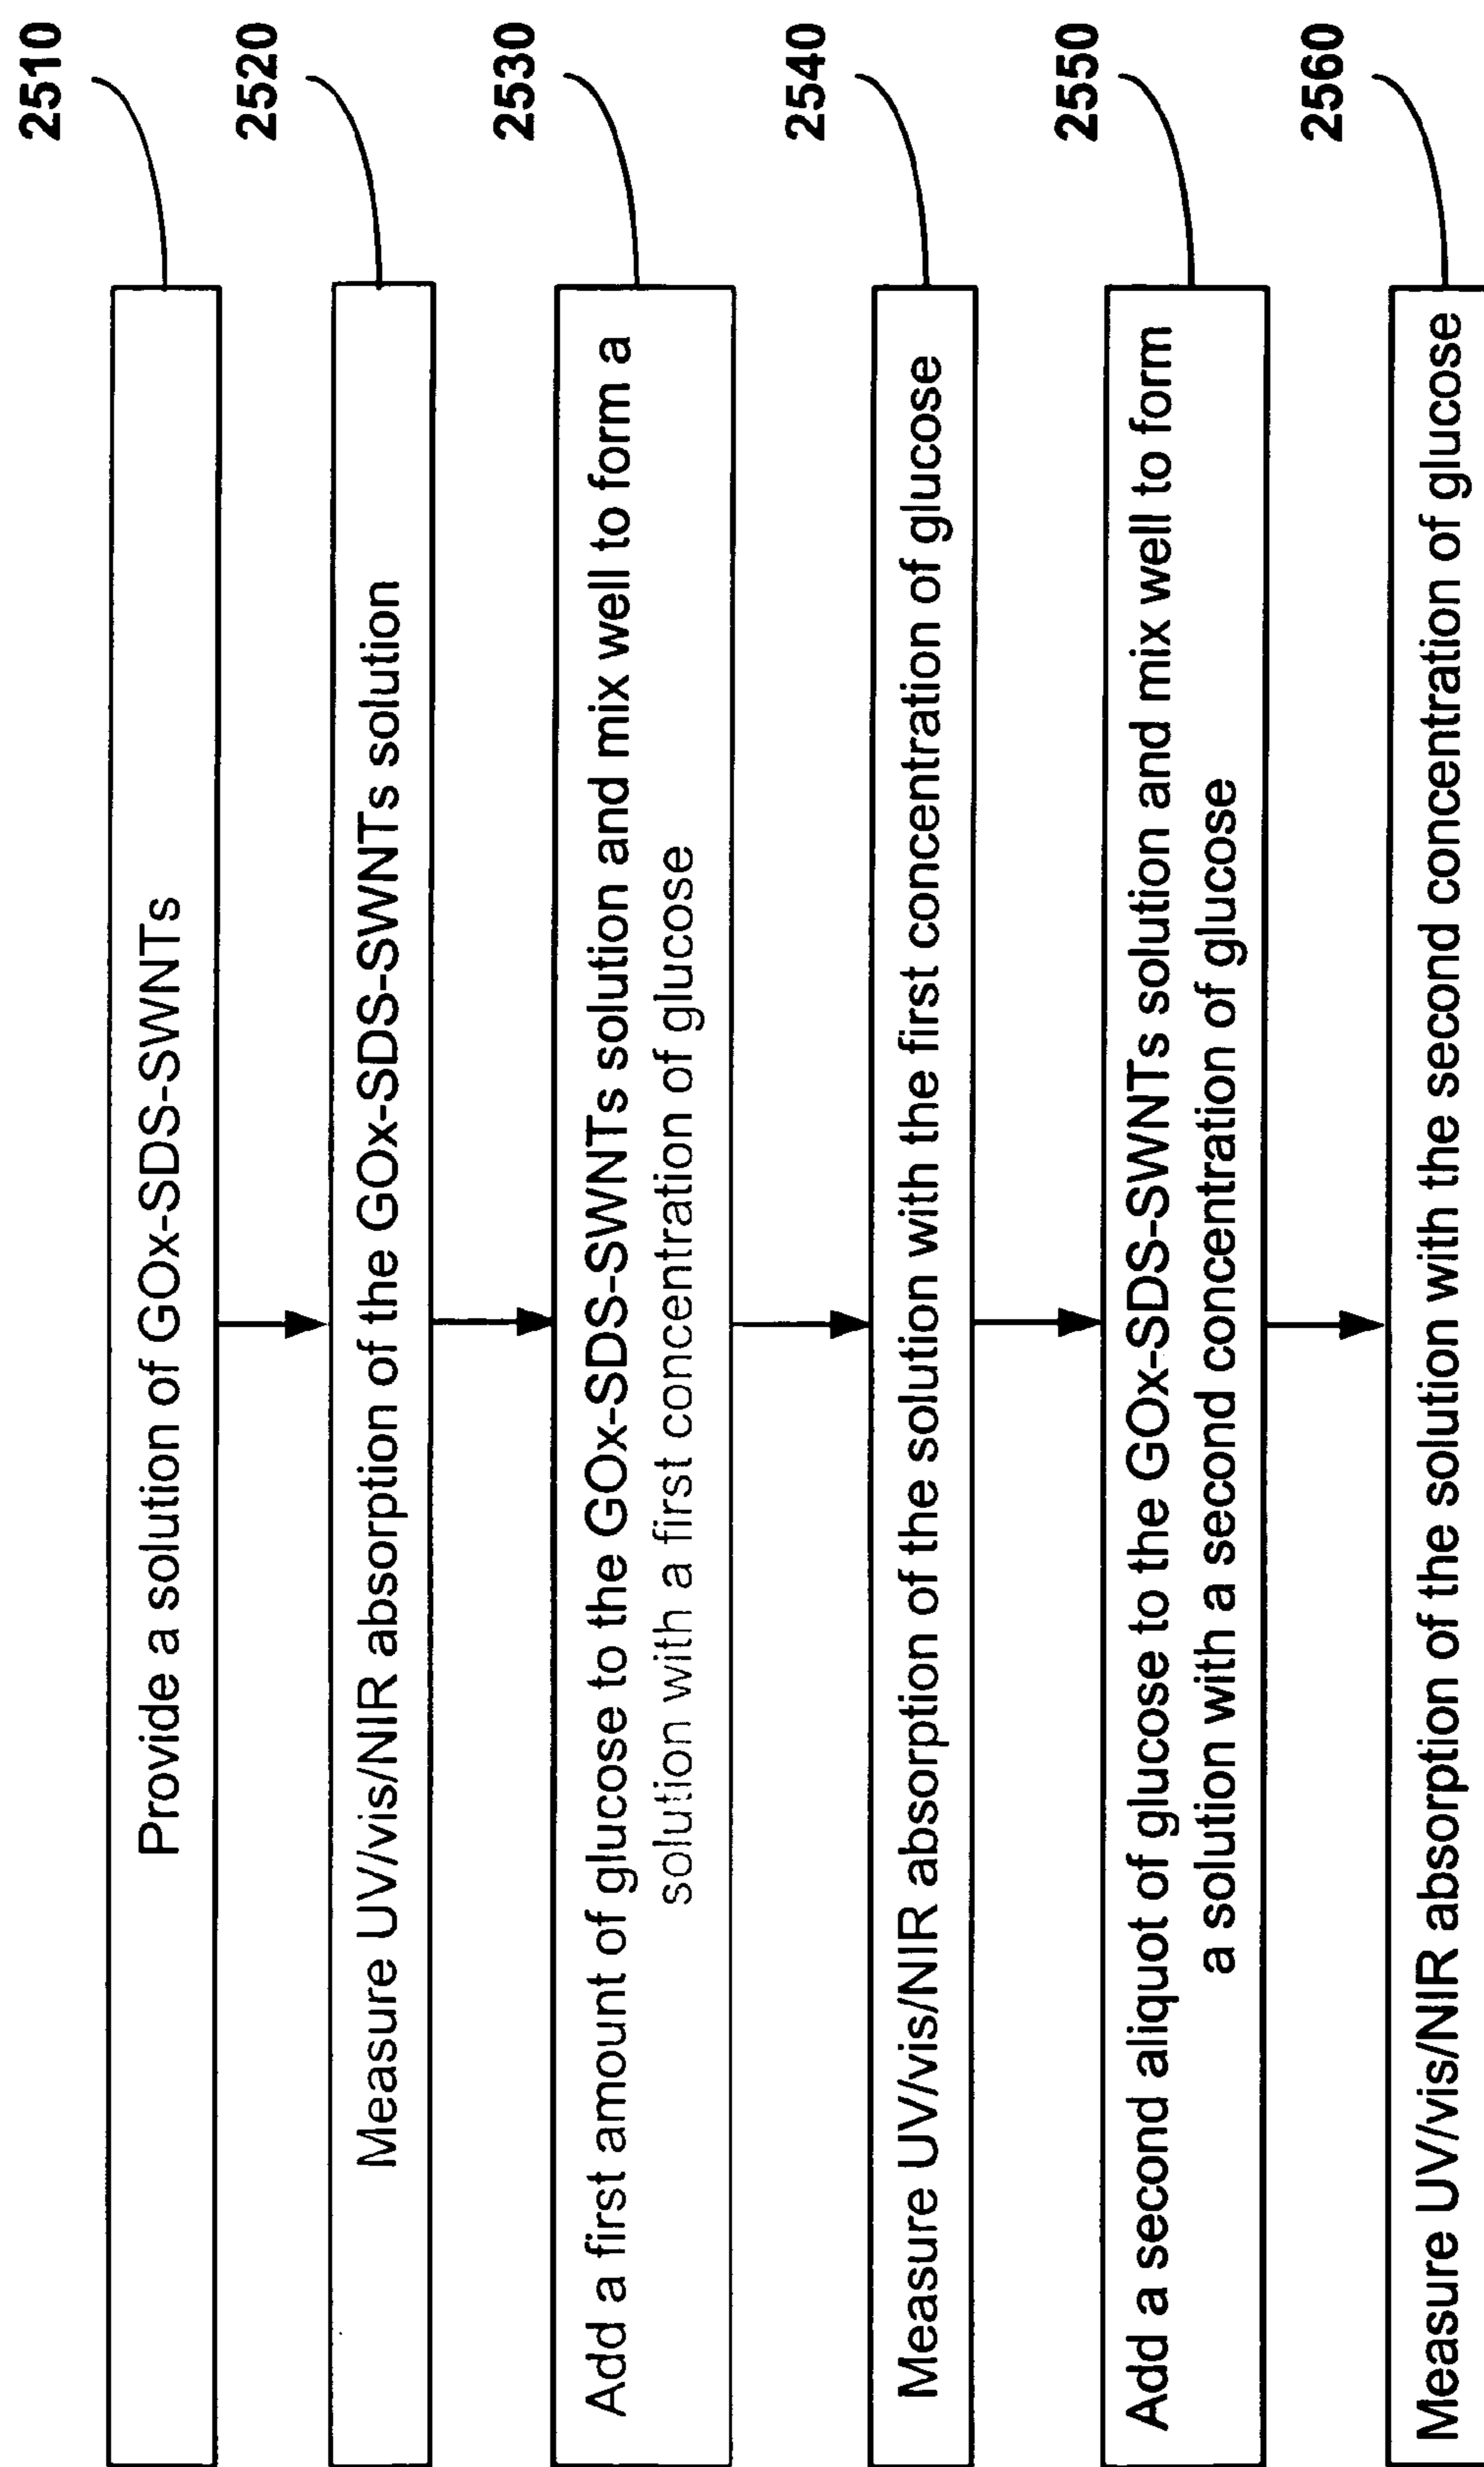 2510
Provide a solution of GOx-SDS-SWNTs
2520
Measure UV/vis/NIR absorption of the GOx-SDS-SWNTs solution
2530
Add a first amount of glucose to the GOx-SDS-SWNTs solution and mix well to form a
solution with a first concentration of glucose
2540
Measure UV/vis/NIR absorption of the solution with the first concentration of glucose
2550
Add a second aliquot of glucose to the GOx-SDS-SWNTs solution and mix well to form
a solution with a second concentration of glucose
2560
Measure UV/vis/NIR absorption of the solution with the second concentration of glucose